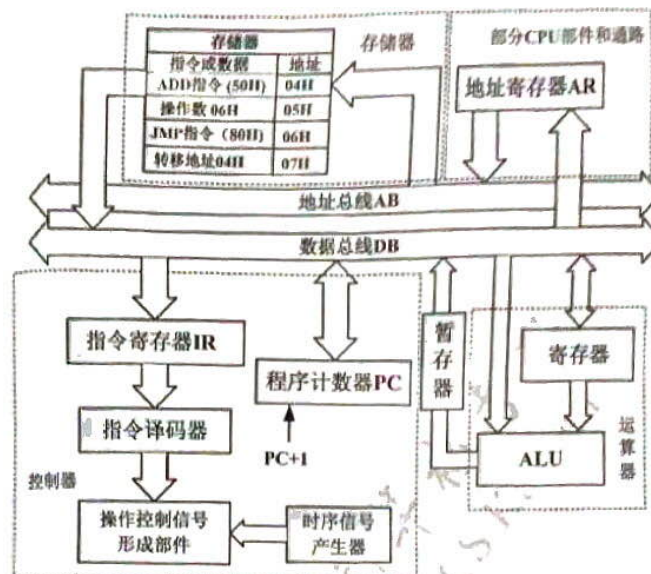 存储器
指令或数据 地址
ADD指令 (50H) 04H
操作数 06H 05H
JMP指令（80H) 06H
转移地址04H 07H
存储器
部分CPU部件和通路
地址寄存器AR
地址总线AB
数据总线DB
指令寄存器IR
程序计数器PC
暂存器
寄存器
指令译码器
PC+1
ALU
运算器
控制器
操作控制信号
形成部件
时序信号
产生器